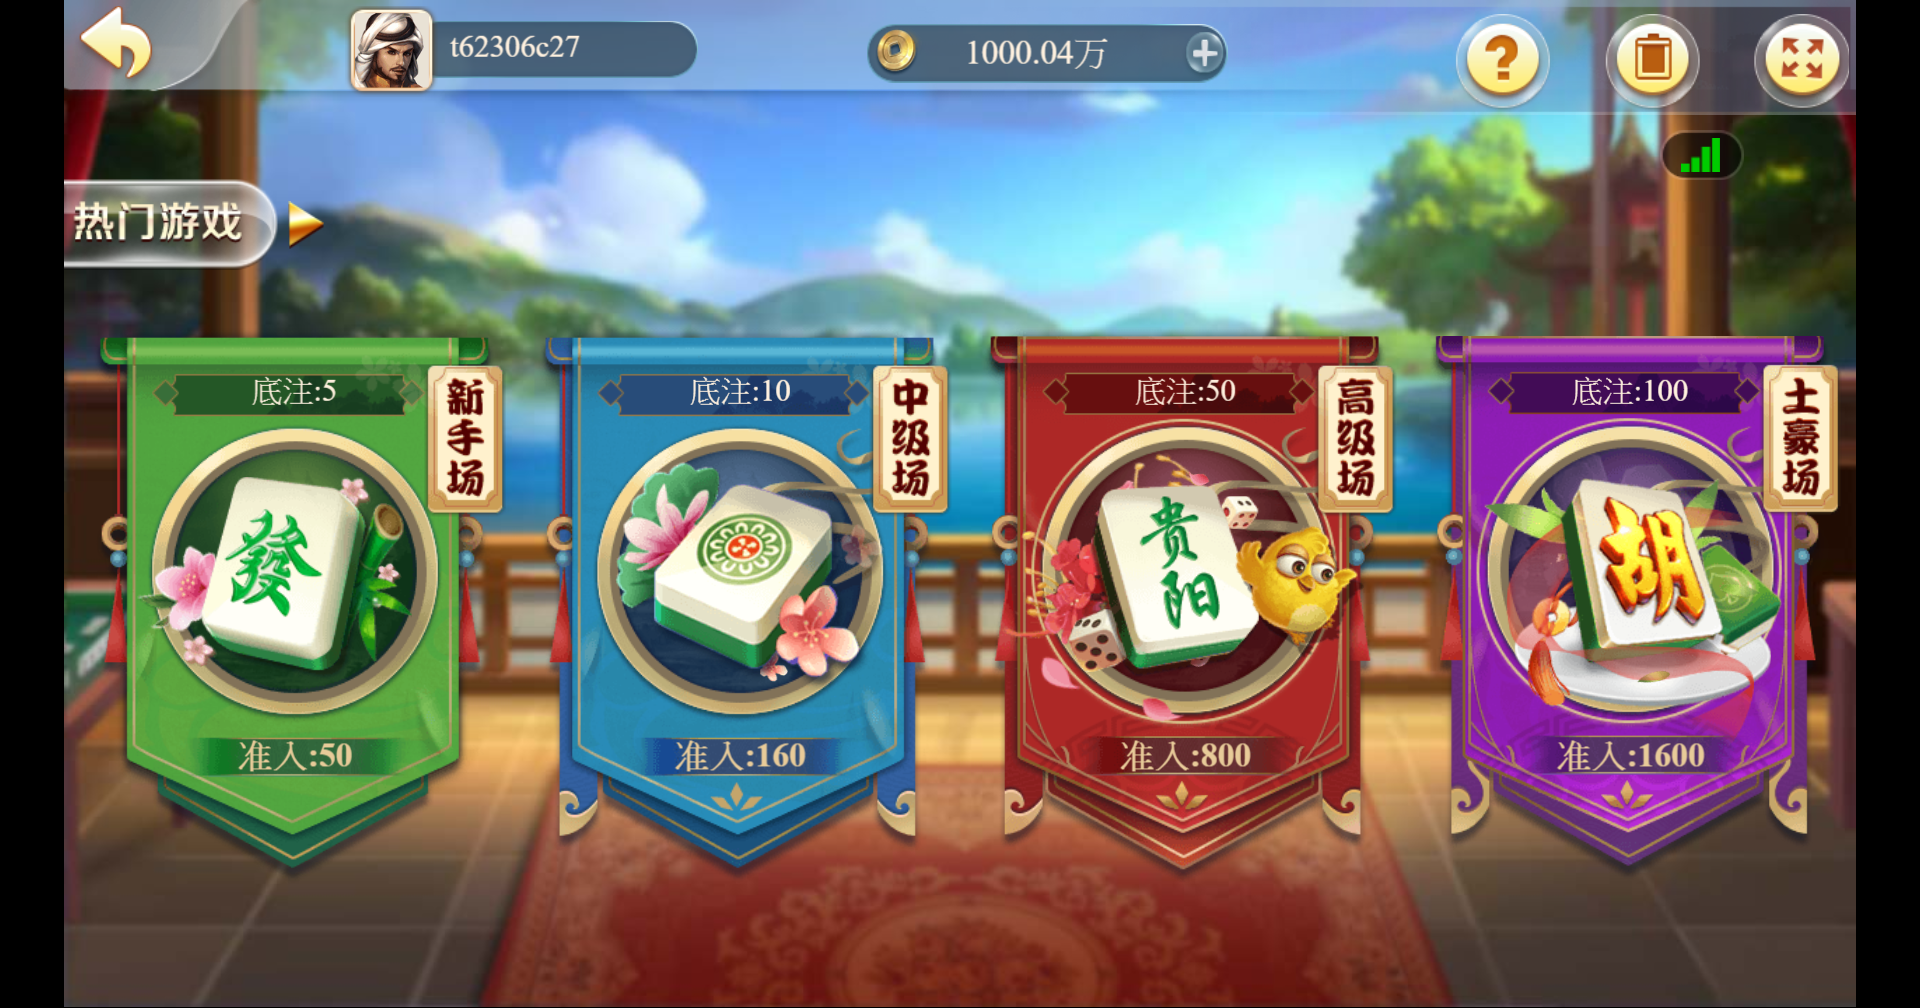 t62306c27
1000.04万
热门游戏
底注:5
新手场
發
准入:50
底注:10
中级场
准入:160
底注:50
高级场
贵阳
准入:800
底注:100
土豪场
胡
准入:1600